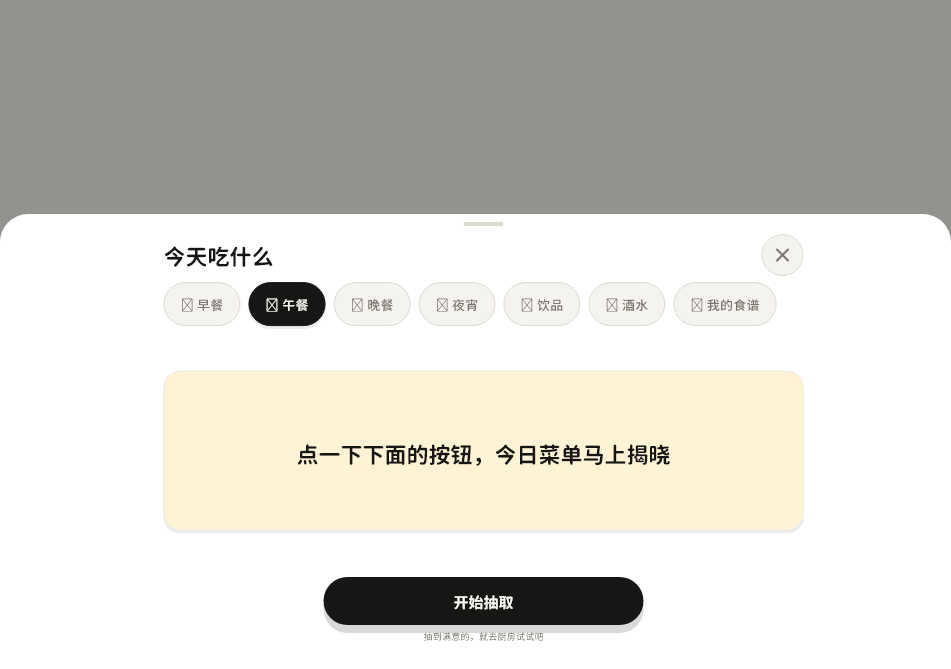 今天吃什么
早餐 午餐 晚餐 夜宵 饮品 酒水 我的食谱
点一下下面的按钮，今日菜单马上揭晓
开始抽取
抽到满意的，就去厨房试试吧